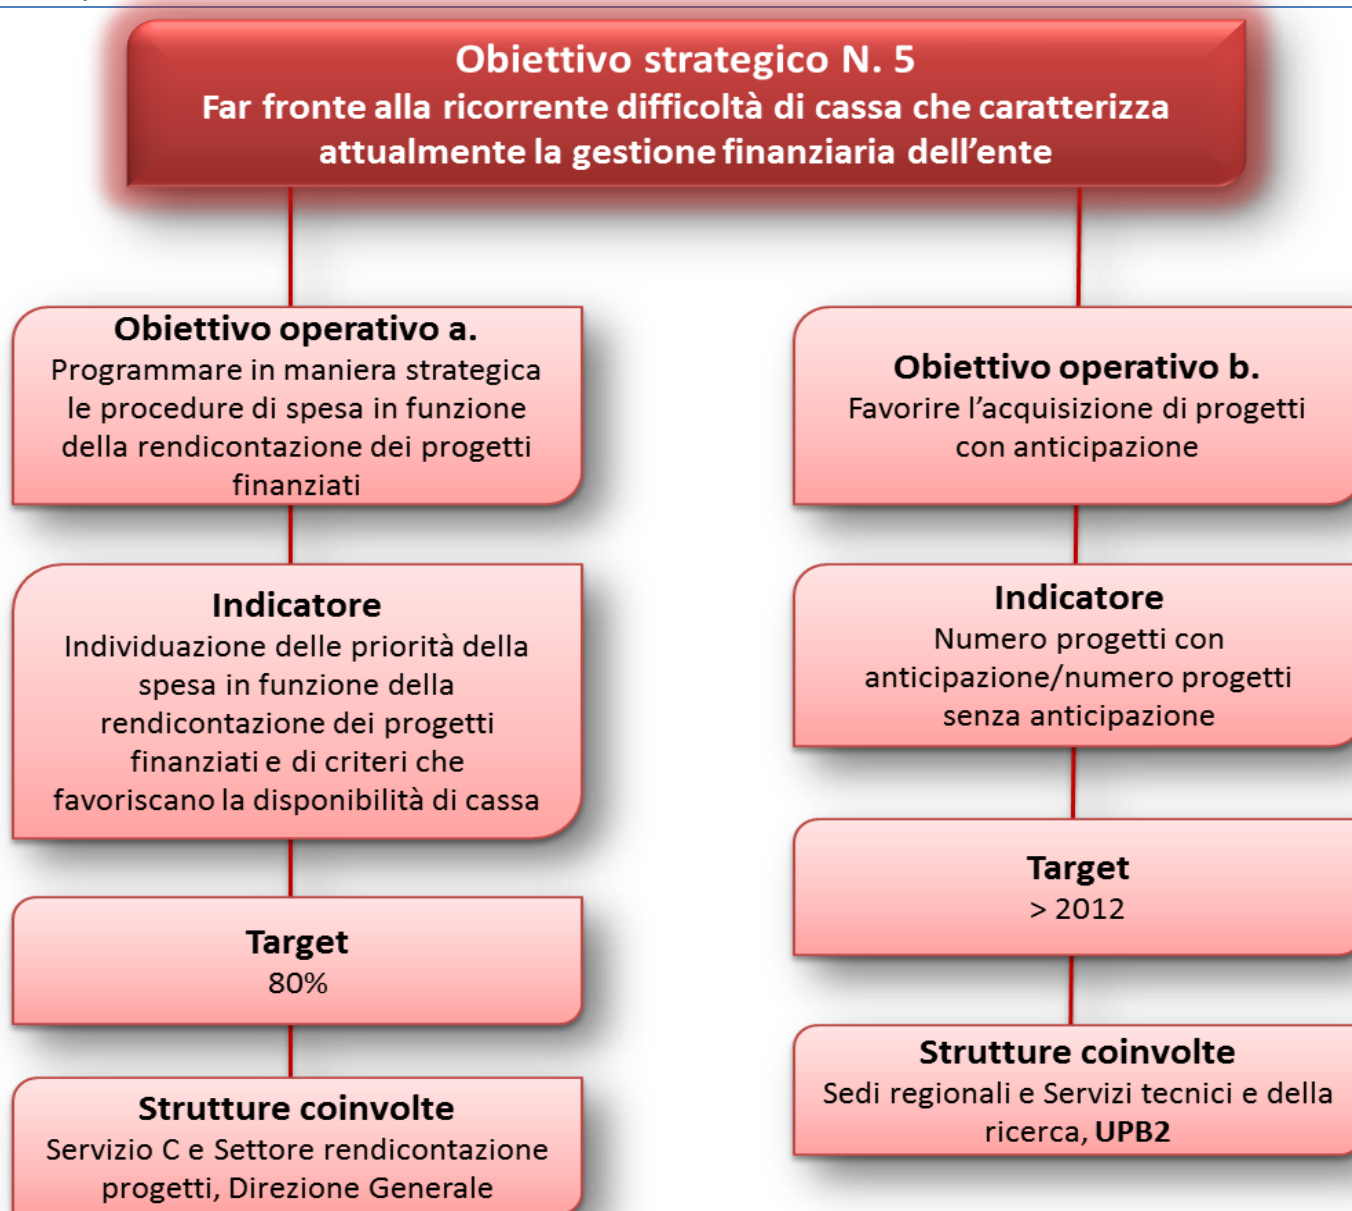 Obiettivo strategico N. 5
Far fronte alla ricorrente difficoltà di cassa che caratterizza
attualmente la gestione finanziaria dell’ente
Obiettivo operativo a.
Programmare in maniera strategica
le procedure di spesa in funzione
della rendicontazione dei progetti
finanziati
Indicatore
Individuazione delle priorità della
spesa in funzione della
rendicontazione dei progetti
finanziati e di criteri che
favoriscano la disponibilità di cassa
Target
80%
Strutture coinvolte
Servizio C e Settore rendicontazione
progetti, Direzione Generale
Obiettivo operativo b.
Favorire l’acquisizione di progetti
con anticipazione
Indicatore
Numero progetti con
anticipazione/numero progetti
senza anticipazione
Target
> 2012
Strutture coinvolte
Sedi regionali e Servizi tecnici e della
ricerca, UPB2